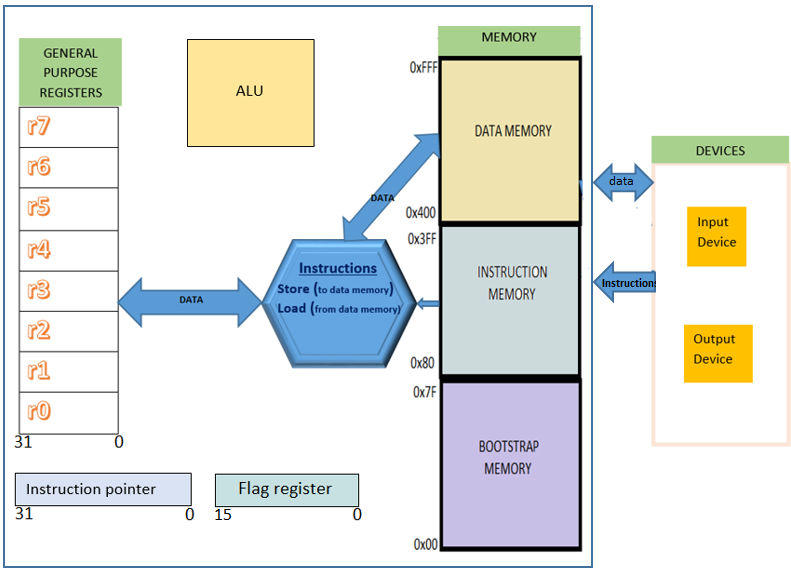 GENERAL
PURPOSE
REGISTERS
r7
r6
r5
r4
r3
r2
r1
r0
31 0
ALU
Instruction pointer
31 0
Flag register
15 0
DATA
Instructions
Store (to data memory)
Load (from data memory)
DATA
MEMORY
0xFFF
DATA MEMORY
0x400
0x3FF
INSTRUCTION
MEMORY
0x80
0x7F
BOOTSTRAP
MEMORY
0x00
data
Instructions
DEVICES
Input
Device
Output
Device